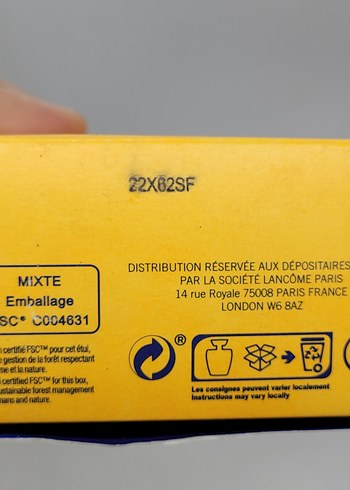 22X62SF
MIXTE
Emballage
SC® C004631
certifié FSC™ pour cet étui,
gestion de la forêt respectant
me et la nature.
certified FSC™ for this box,
sustainable forest management
mans and nature.
DISTRIBUTION RÉSERVÉE AUX DÉPOSITAIRES
PAR LA SOCIÉTÉ LANCÔME PARIS
14 rue Royale 75008 PARIS FRANCE
LONDON W6 8AZ
®
Les consignes peuvent varier localement
Instructions may vary locally